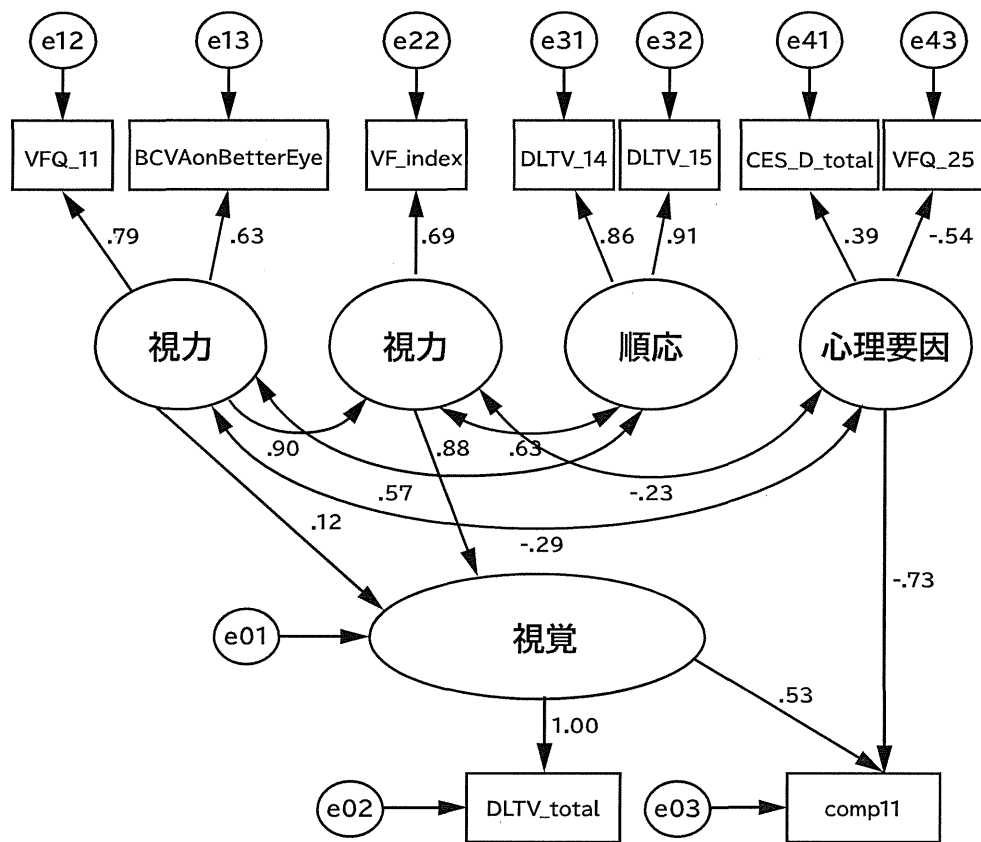 e12
e13
e22
e31
e32
e41
e43
VFQ_11
BCVAonBetterEye
VF_index
DLTV_14
DLTV_15
CES_D_total
VFQ_25
.79
.63
.69
.86
.91
.39
-.54
視力
視力
順応
心理要因
.90
.88
.63
.57
-.23
.12
-.29
-.73
e01
視覚
.53
1.00
e02
DLTV_total
e03
comp11